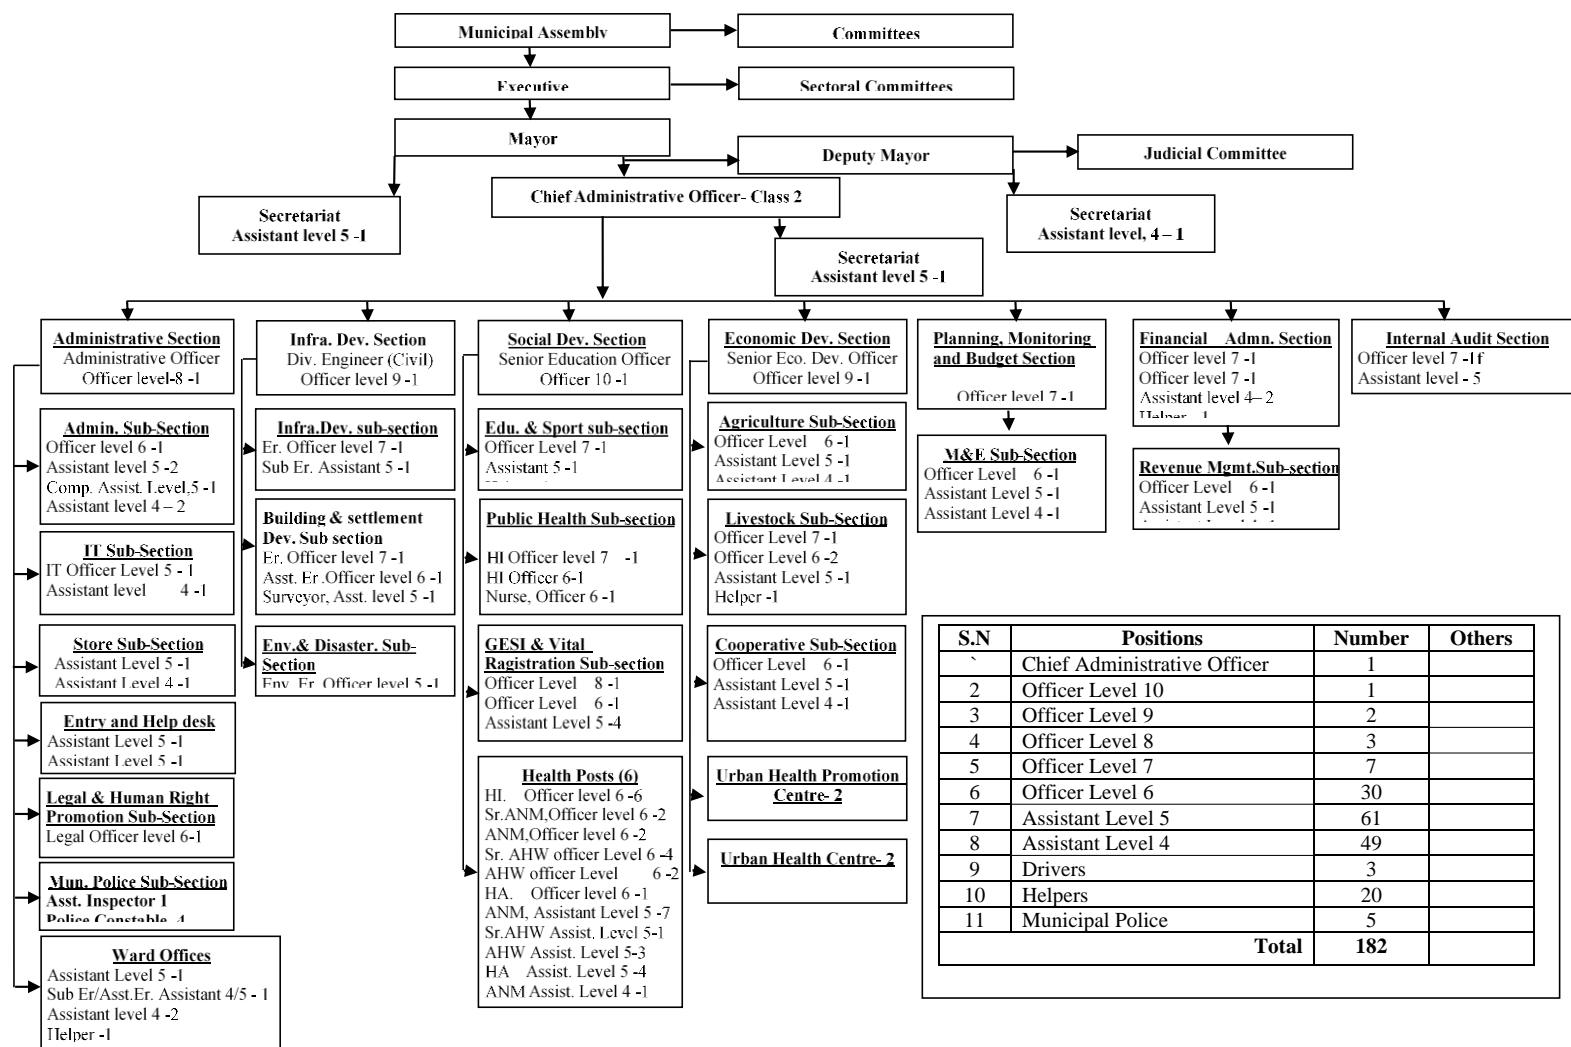 Municipal Assembly
Committees
Executive
Sectoral Committees
Mayor
Deputy Mayor
Judicial Committee
Chief Administrative Officer- Class 2
Secretariat
Assistant level 5 -1
Secretariat
Assistant level, 4 – 1
Secretariat
Assistant level 5 -1
Administrative Section
Administrative Officer
Officer level-8 -1
Admin. Sub-Section
Officer level 6 -1
Assistant level 5 -2
Comp. Assist. Level,5 -1
Assistant level 4 – 2
IT Sub-Section
IT Officer Level 5 - 1
Assistant level 4 -1
Store Sub-Section
Assistant Level 5 -1
Assistant Level 4 -1
Entry and Help desk
Assistant Level 5 -1
Assistant Level 5 -1
Legal & Human Right
Promotion Sub-Section
Legal Officer level 6-1
Mun. Police Sub-Section
Asst. Inspector 1
Police Constable 4
Ward Offices
Assistant Level 5 -1
Sub Er/Asst.Er. Assistant 4/5 - 1
Assistant level 4 -2
Helper -1
Infra. Dev. Section
Div. Engineer (Civil)
Officer level 9 -1
Infra.Dev. sub-section
Er. Officer level 7 -1
Sub Er. Assistant 5 -1
Building & settlement
Dev. Sub section
Er. Officer level 7 -1
Asst. Er .Officer level 6 -1
Surveyor, Asst. level 5 -1
Env.& Disaster. Sub-
Section
Env. Er. Officer level 5 -1
Social Dev. Section
Senior Education Officer
Officer 10 -1
Edu. & Sport sub-section
Officer Level 7 -1
Assistant 5 -1
Public Health Sub-section
HI Officer level 7 -1
HI Officer 6-1
Nurse, Officer 6 -1
GESI & Vital
Ragistration Sub-section
Officer Level 8 -1
Officer Level 6 -1
Assistant Level 5 -4
Health Posts (6)
HI. Officer level 6 -6
Sr.ANM,Officer level 6 -2
ANM,Officer level 6 -2
Sr. AHW officer Level 6 -4
AHW officer Level 6 -2
HA. Officer level 6 -1
ANM, Assistant Level 5 -7
Sr.AHW Assist. Level 5-1
AHW Assist. Level 5-3
HA Assist. Level 5 -4
ANM Assist. Level 4 -1
Economic Dev. Section
Senior Eco. Dev. Officer
Officer level 9 -1
Agriculture Sub-Section
Officer Level 6 -1
Assistant Level 5 -1
Assistant Level 4 -1
Livestock Sub-Section
Officer Level 7 -1
Officer Level 6 -2
Assistant Level 5 -1
Helper -1
Cooperative Sub-Section
Officer Level 6 -1
Assistant Level 5 -1
Assistant Level 4 -1
Urban Health Promotion
Centre- 2
Urban Health Centre- 2
Planning, Monitoring
and Budget Section
Officer level 7 -1
M&E Sub-Section
Officer Level 6 -1
Assistant Level 5 -1
Assistant Level 4 -1
Financial Admn. Section
Officer level 7 -1
Officer level 7 -1
Assistant level 4– 2
Helper -1
Revenue Mgmt.Sub-section
Officer Level 6 -1
Assistant Level 5 -1
Internal Audit Section
Officer level 7 -1f
Assistant level - 5
S.N Positions Number Others
` Chief Administrative Officer 1
2 Officer Level 10 1
3 Officer Level 9 2
4 Officer Level 8 3
5 Officer Level 7 7
6 Officer Level 6 30
7 Assistant Level 5 61
8 Assistant Level 4 49
9 Drivers 3
10 Helpers 20
11 Municipal Police 5
Total 182